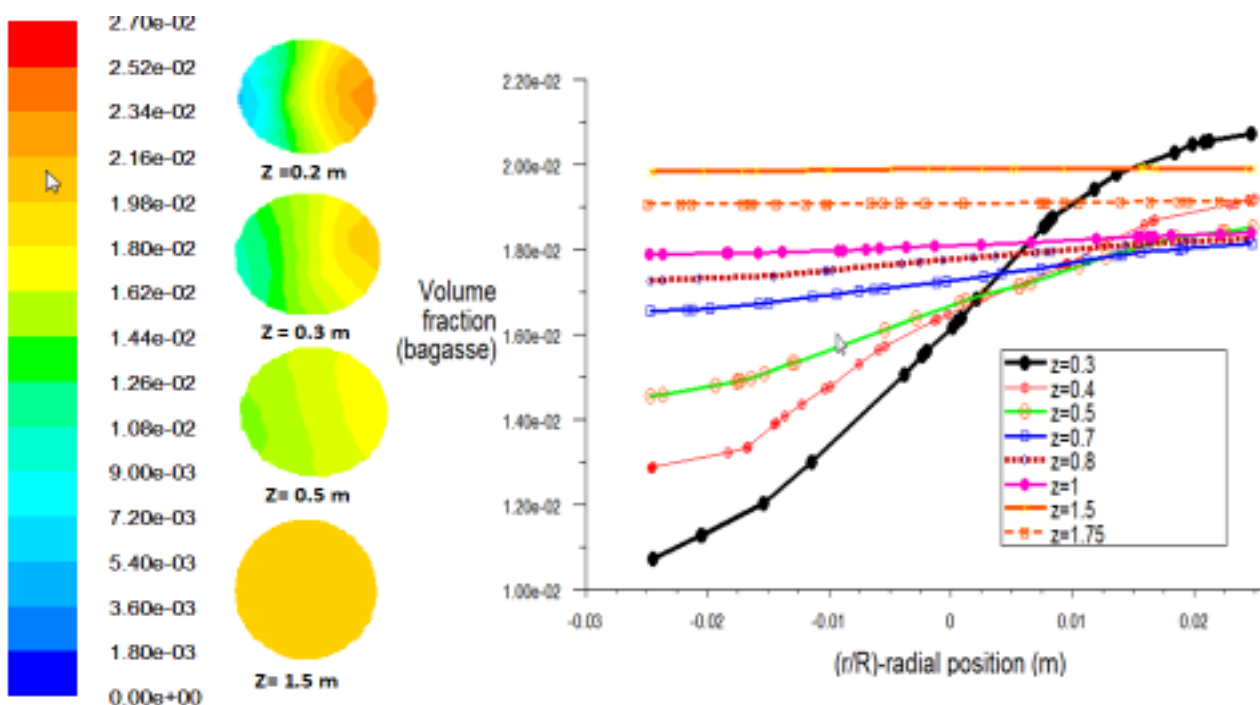 2.70e-02
2.52e-02
2.34e-02
2.16e-02
1.98e-02
1.80e-02
1.62e-02
1.44e-02
1.26e-02
1.08e-02
9.00e-03
7.20e-03
5.40e-03
3.60e-03
1.80e-03
0.00e+00
Z =0.2 m
Z = 0.3 m
Z= 0.5 m
Z= 1.5 m
2.20e-02
2.00e-02
1.80e-02
1.60e-02
1.40e-02
1.20e-02
1.00e-02
Volume
fraction
(bagasse)
-0.03
-0.02
-0.01
0
0.01
0.02
(r/R)-radial position (m)
z=0.3
z=0.4
z=0.5
z=0.7
z=0.8
z=1
z=1.5
z=1.75